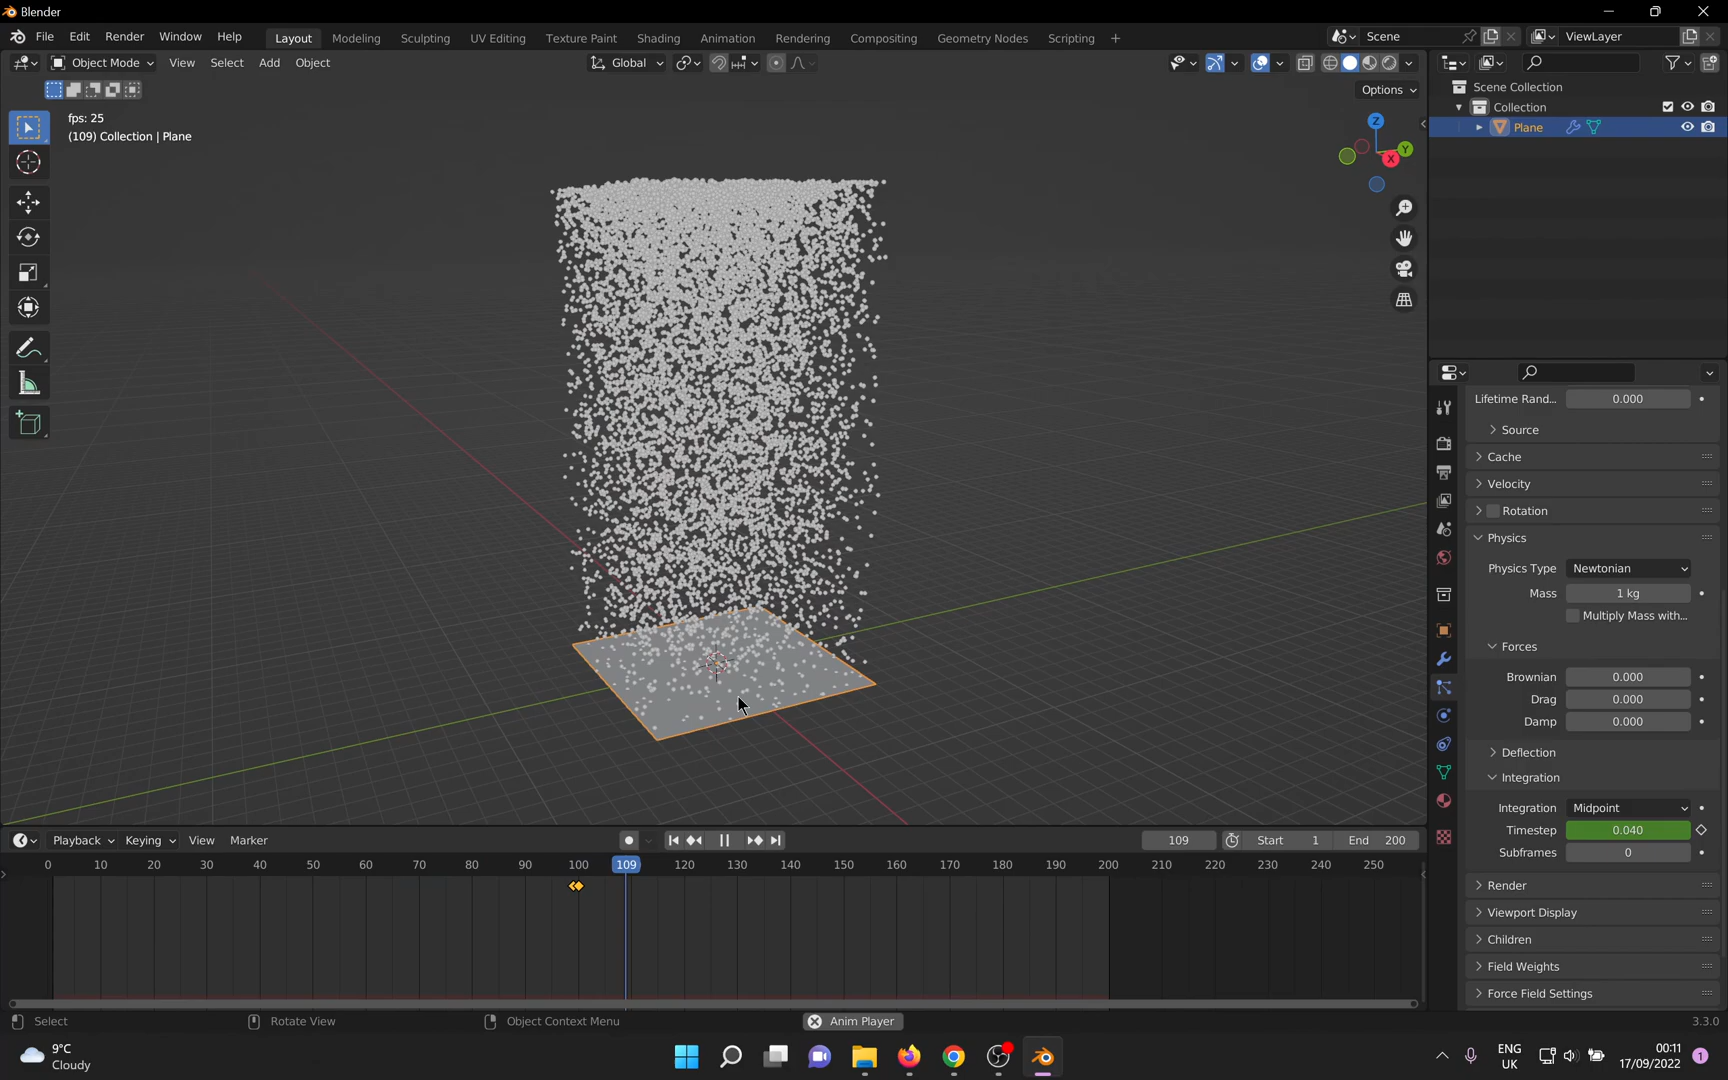 Blender
File Edit Render Window Help
Layout Modeling Sculpting UV Editing Texture Paint Shading Animation Rendering Compositing Geometry Nodes Scripting +
Scene ViewLayer
Object Mode View Select Add Object
Global
Options
fps: 25
(109) Collection | Plane
Z
Y
X
Scene Collection
Collection
Plane
Lifetime Rand... 0.000
Source
Cache
Velocity
Rotation
Physics
Physics Type Newtonian
Mass 1 kg
Multiply Mass with...
Forces
Brownian 0.000
Drag 0.000
Damp 0.000
Deflection
Integration
Integration Midpoint
Timestep 0.040
Subframes 0
Render
Viewport Display
Children
Field Weights
Force Field Settings
Playback Keying View Marker
109 Start 1 End 200
0 10 20 30 40 50 60 70 80 90 100 109 120 130 140 150 160 170 180 190 200 210 220 230 240 250
Select Rotate View Object Context Menu Anim Player 3.3.0
9°C
Cloudy
ENG
UK
00:11
17/09/2022
1